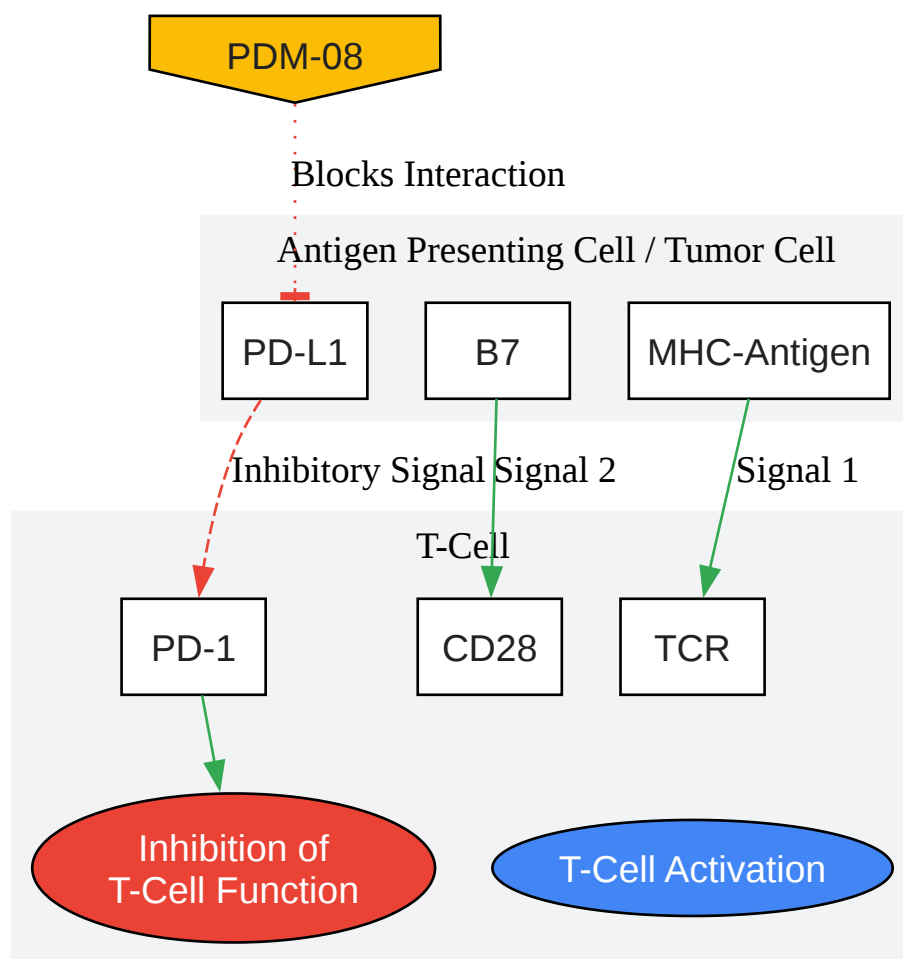 PDM-08
Blocks Interaction
Antigen Presenting Cell / Tumor Cell
PD-L1
B7
MHC-Antigen
Inhibitory Signal
Signal 2
Signal 1
T-Cell
PD-1
CD28
TCR
Inhibition of
T-Cell Function
T-Cell Activation